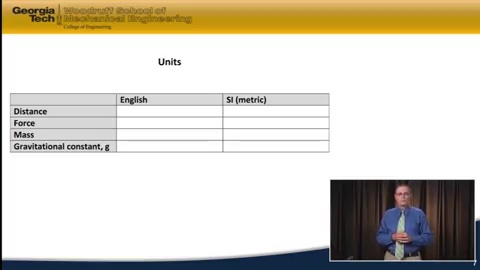 Georgia Tech
Woodruff School of
Mechanical Engineering
College of Engineering
Units
English SI (metric)
Distance
Force
Mass
Gravitational constant, g
7